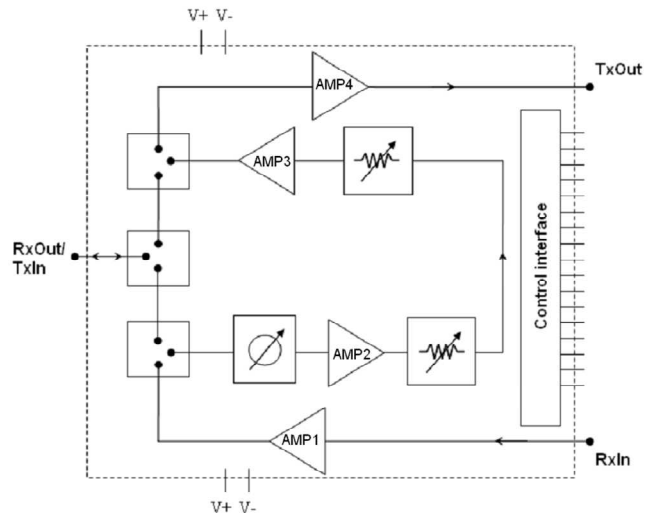 V+ V-
AMP4
TxOut
AMP3
RxOut/
TxIn
Control interface
AMP2
AMP1
RxIn
V+ V-